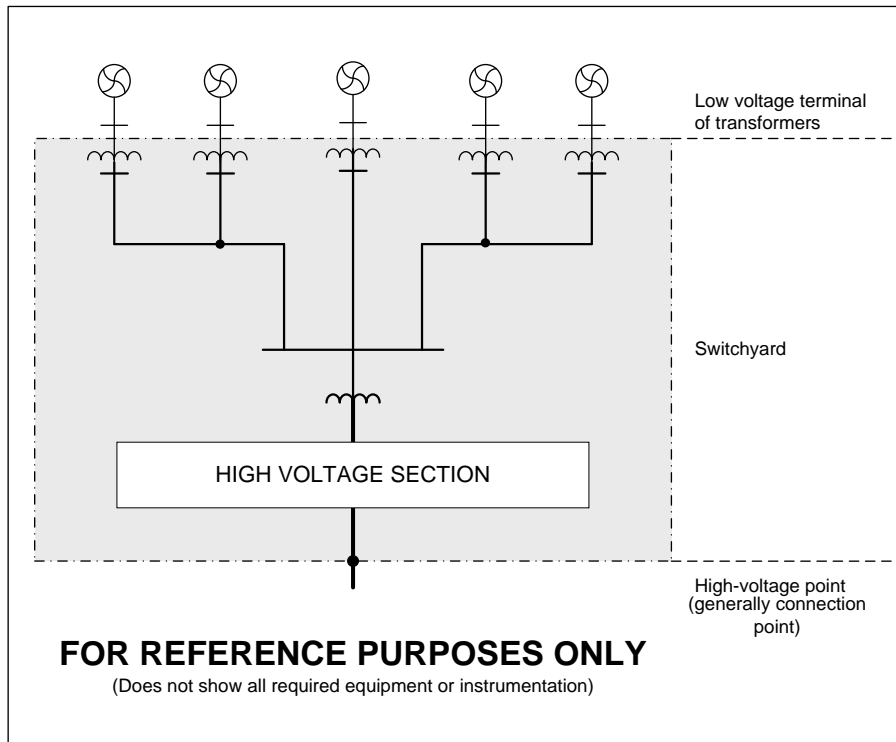 Low voltage terminal
of transformers
Switchyard
HIGH VOLTAGE SECTION
High-voltage point
(generally connection
point)
FOR REFERENCE PURPOSES ONLY
(Does not show all required equipment or instrumentation)